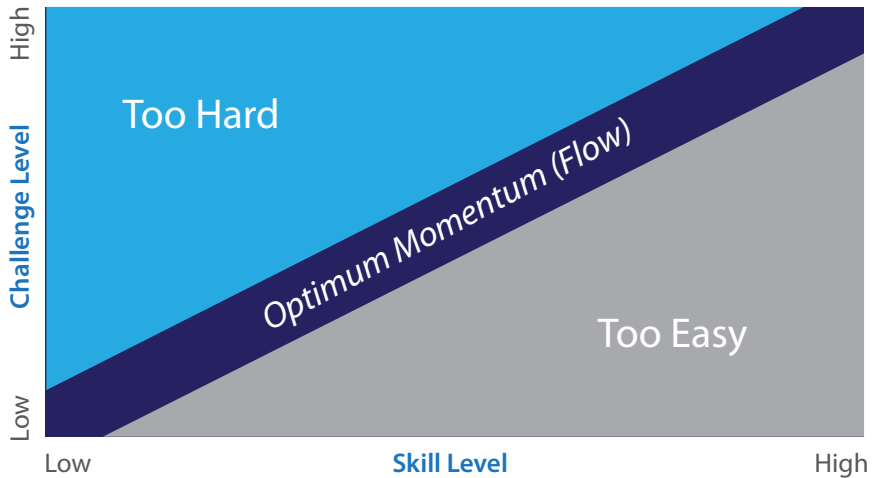 High
Too Hard
Challenge Level
Optimum Momentum (Flow)
Too Easy
Low
Low
Skill Level
High